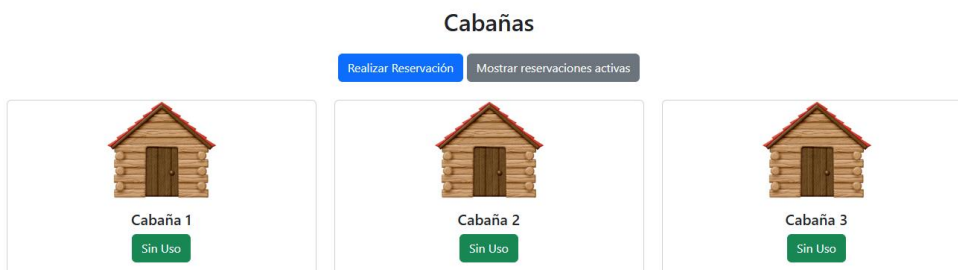 Cabañas
Realizar Reservación Mostrar reservaciones activas
Cabaña 1 Cabaña 2 Cabaña 3
Sin Uso Sin Uso Sin Uso